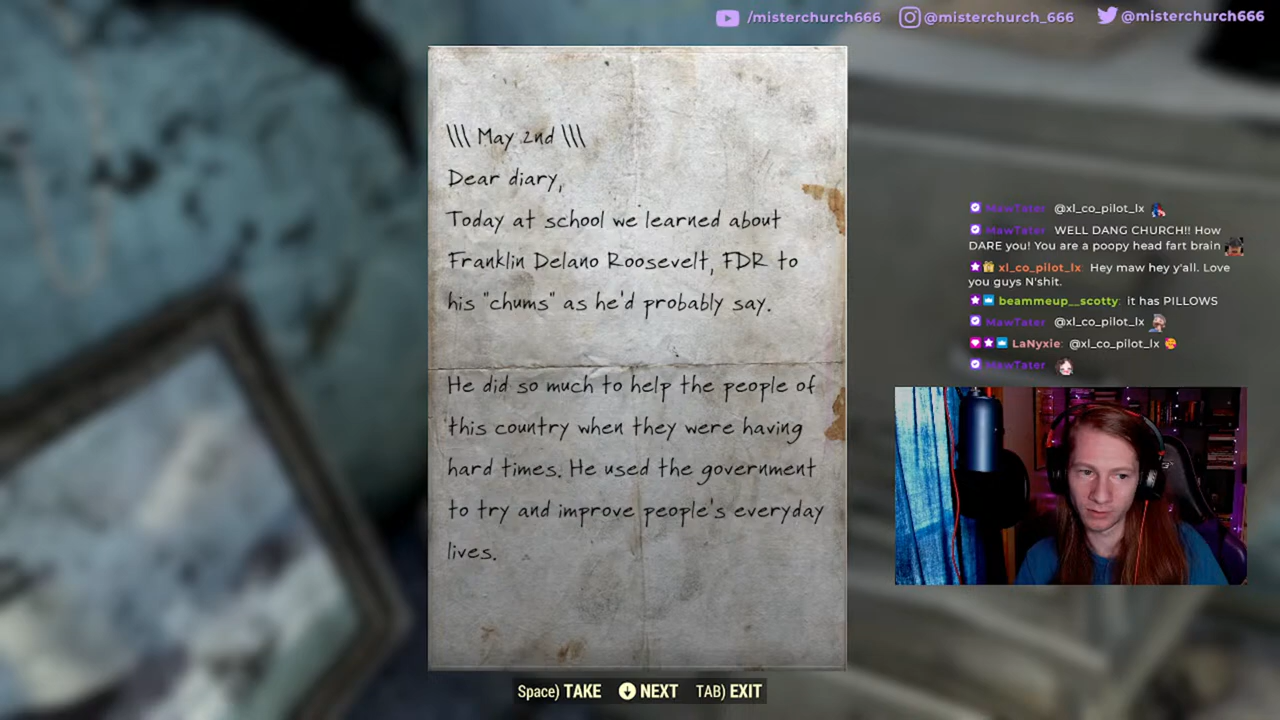 /misterchurch666 @misterchurch_666 @misterchurch666
\\\ May 2nd \\\
Dear diary,
Today at school we learned about
Franklin Delano Roosevelt, FDR to
his "chums" as he'd probably say.
He did so much to help the people of
this country when they were having
hard times. He used the government
to try and improve people's everyday
lives.
Space) TAKE NEXT TAB) EXIT
MawTater @xl_co_pilot_lx
MawTater WELL DANG CHURCH!! How
DARE you! You are a poopy head fart brain
xl_co_pilot_lx: Hey maw hey y'all. Love
you guys N'shit.
beammeup__scotty: it has PILLOWS
MawTater @xl_co_pilot_lx
LaNyxie: @xl_co_pilot_lx
MawTater